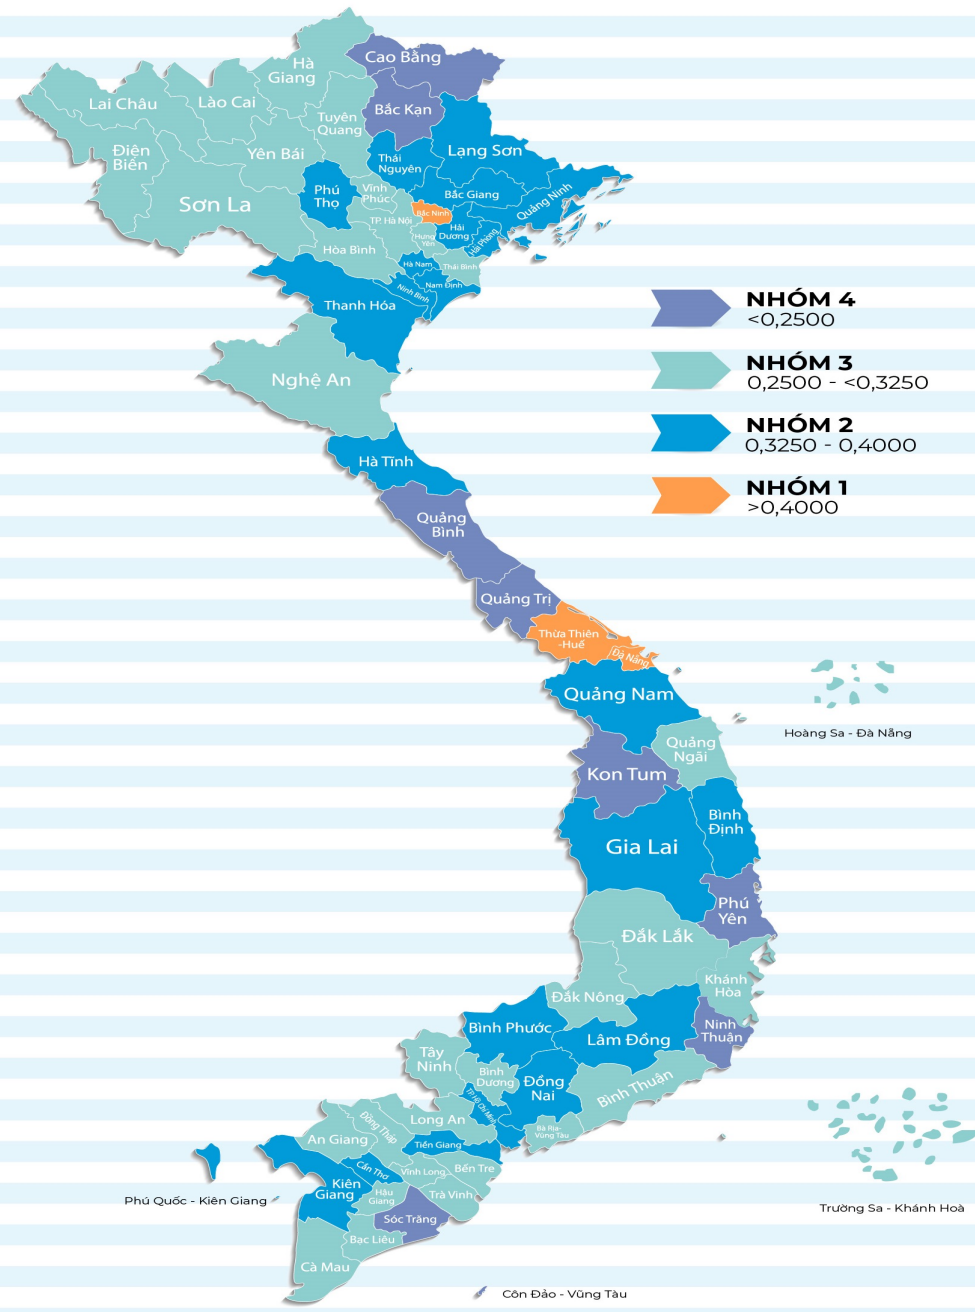 Cao Bằng
Hà
Giang
Lai Châu
Lào Cai
Bắc Kạn
Tuyên
Quang
Điện
Biên
Yên Bái
Thái
Nguyên
Lạng Sơn
Phú
Thọ
Vĩnh
Phúc
Bắc Giang
Quảng Ninh
Sơn La
Bắc Ninh
TP. Hà Nội
Hải
Dương
Hưng
Yên
Hải Phòng
Hòa Bình
Hà Nam
Thái Bình
Nam Định
Ninh Bình
Thanh Hóa
NHÓM 4
<0,2500
NHÓM 3
0,2500 - <0,3250
NHÓM 2
0,3250 - 0,4000
NHÓM 1
>0,4000
Nghệ An
Hà Tĩnh
Quảng
Bình
Quảng Trị
Thừa Thiên
-Huế
Đà Nẵng
Quảng Nam
Hoàng Sa - Đà Nẵng
Quảng
Ngãi
Kon Tum
Bình
Định
Gia Lai
Phú
Yên
Đắk Lắk
Khánh
Hòa
Đắk Nông
Bình Phước
Ninh
Thuận
Lâm Đồng
Tây
Ninh
Bình
Dương
Đồng
Nai
Bình Thuận
TP. Hồ Chí Minh
Long An
Đồng Tháp
Bà Rịa-
Vũng Tàu
An Giang
Tiền Giang
Cần Thơ
Vĩnh Long
Bến Tre
Kiên
Giang
Hậu
Giang
Trà Vinh
Phú Quốc - Kiên Giang
Trường Sa - Khánh Hoà
Sóc Trăng
Bạc Liêu
Cà Mau
Côn Đảo - Vũng Tàu